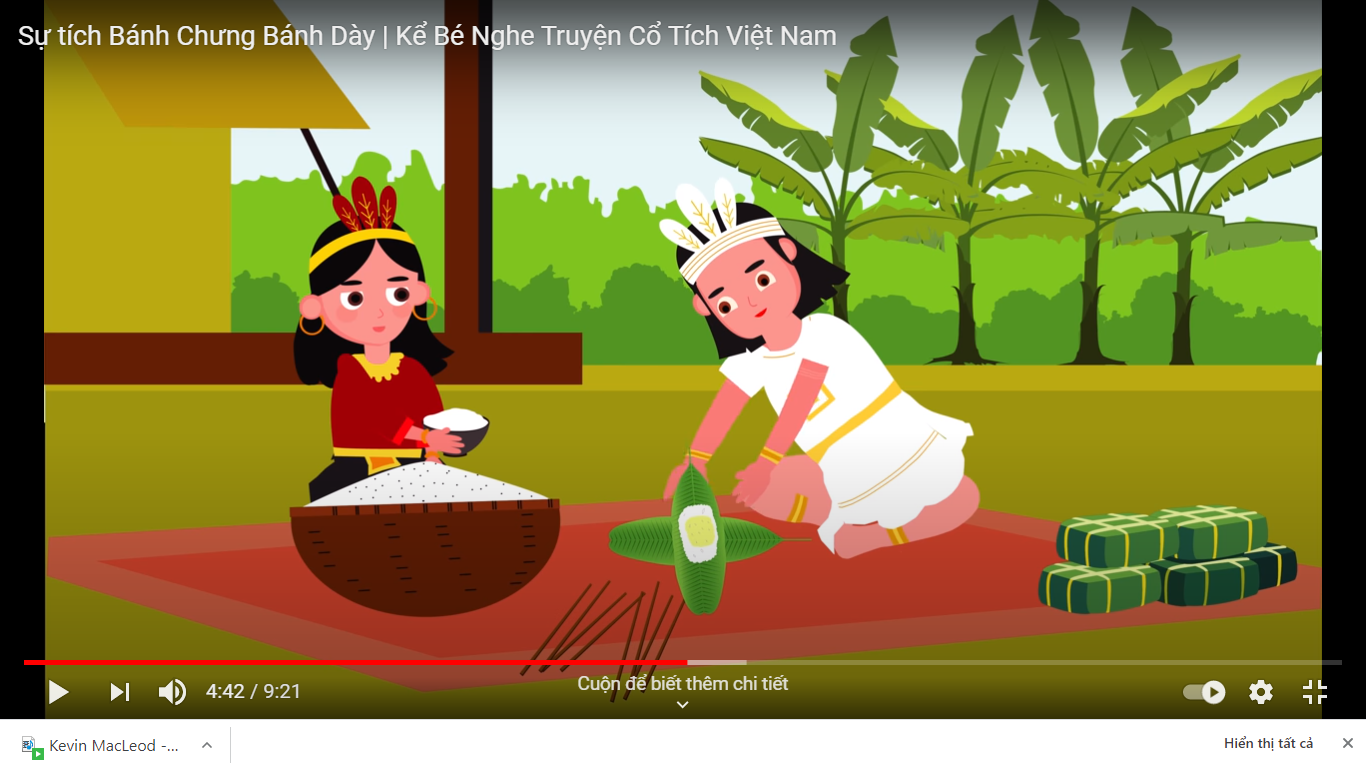 Sự tích Bánh Chưng Bánh Dày | Kể Bé Nghe Truyện Cổ Tích Việt Nam
4:42 / 9:21
Cuộn để biết thêm chi tiết
Kevin MacLeod -...
Hiển thị tất cả